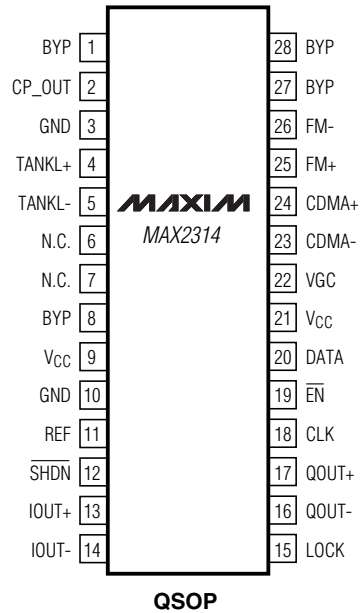 BYP 1 28 BYP
CP_OUT 2 27 BYP
GND 3 26 FM-
TANKL+ 4 25 FM+
TANKL- 5 MAXIM 24 CDMA+
N.C. 6 MAX2314 23 CDMA-
N.C. 7 22 VGC
BYP 8 21 VCC
VCC 9 20 DATA
GND 10 19 E̅N̅
REF 11 18 CLK
S̅H̅D̅N̅ 12 17 QOUT+
IOUT+ 13 16 QOUT-
IOUT- 14 15 LOCK
QSOP